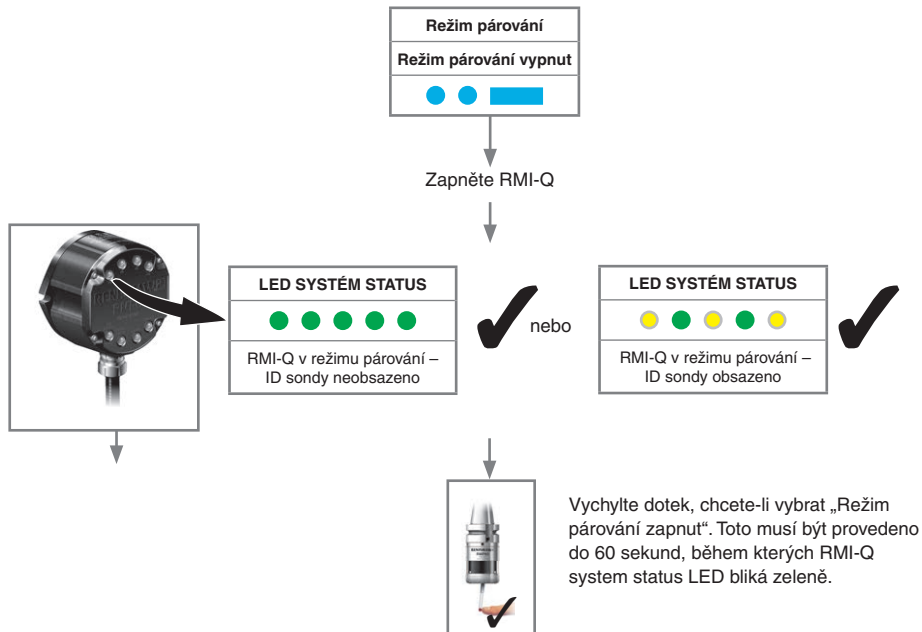 Režim párování
Režim párování vypnut
Zapněte RMI-Q
LED SYSTÉM STATUS
RMI-Q v režimu párování –
ID sondy neobsazeno
nebo
LED SYSTÉM STATUS
RMI-Q v režimu párování –
ID sondy obsazeno
Vychylte dotek, chcete-li vybrat „Režim
párování zapnut“. Toto musí být provedeno
do 60 sekund, během kterých RMI-Q
system status LED bliká zeleně.